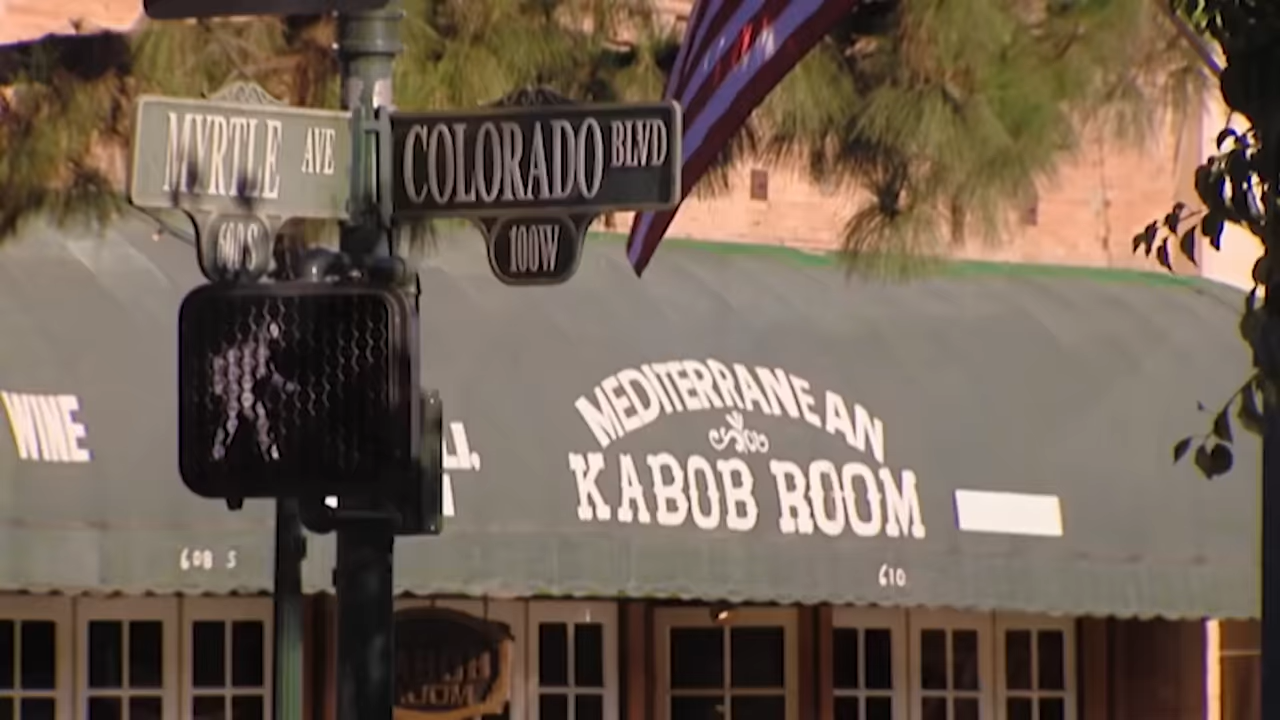 MYRTLE AVE
600 S
COLORADO BLVD
100W
WINE
MEDITERRANEAN
KABOB ROOM
608 S
610